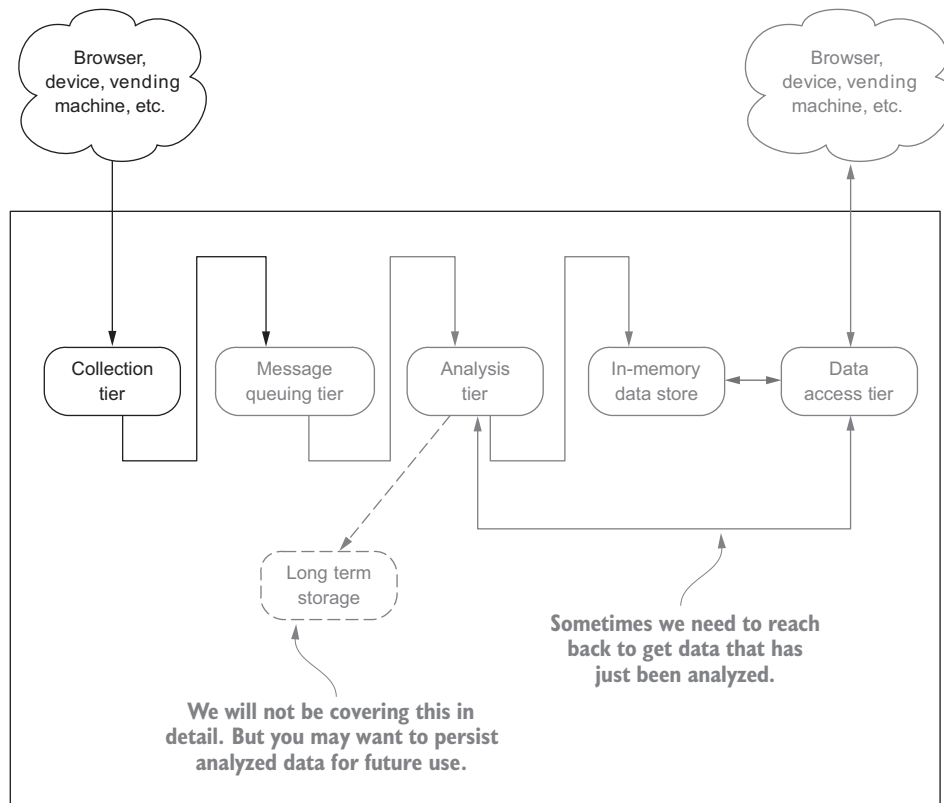 Browser,
device, vending
machine, etc.
Browser,
device, vending
machine, etc.
Collection
tier
Message
queuing tier
Analysis
tier
In-memory
data store
Data
access tier
Long term
storage
Sometimes we need to reach
back to get data that has
just been analyzed.
We will not be covering this in
detail. But you may want to persist
analyzed data for future use.